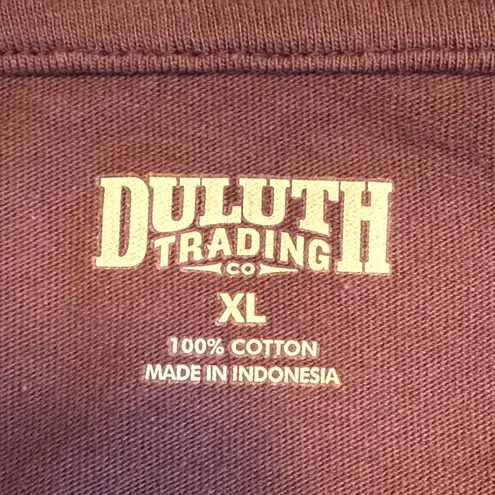 DULUTH
TRADING
CO
XL
100% COTTON
MADE IN INDONESIA